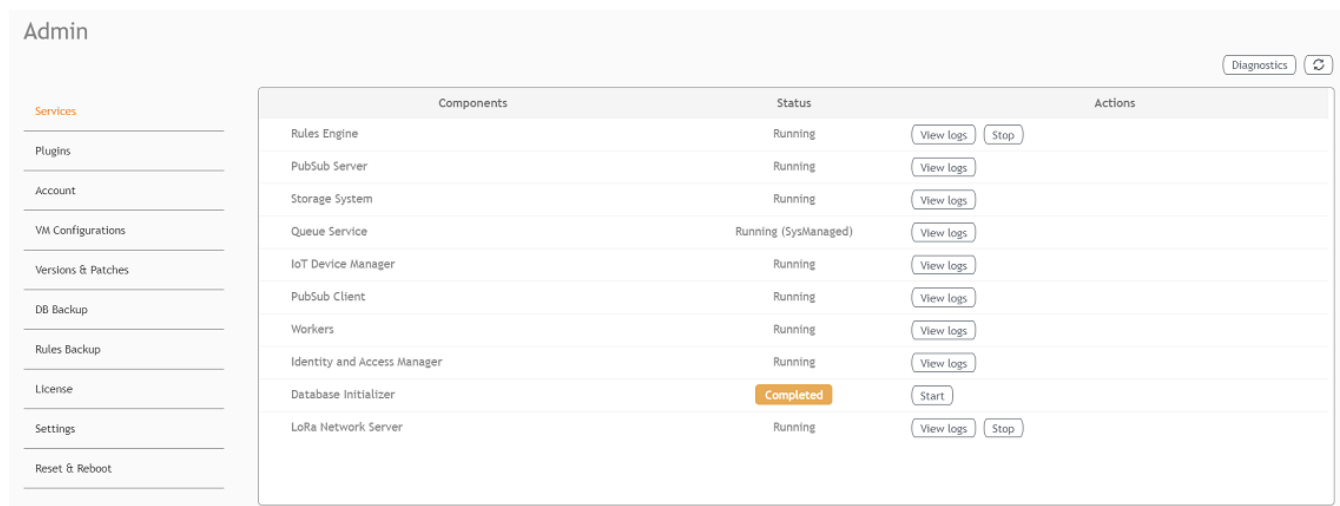 Admin
Diagnostics
Services
Plugins
Account
VM Configurations
Versions & Patches
DB Backup
Rules Backup
License
Settings
Reset & Reboot
Components Status Actions
Rules Engine Running View logs Stop
PubSub Server Running View logs
Storage System Running View logs
Queue Service Running (SysManaged) View logs
IoT Device Manager Running View logs
PubSub Client Running View logs
Workers Running View logs
Identity and Access Manager Running View logs
Database Initializer Completed Start
LoRa Network Server Running View logs Stop